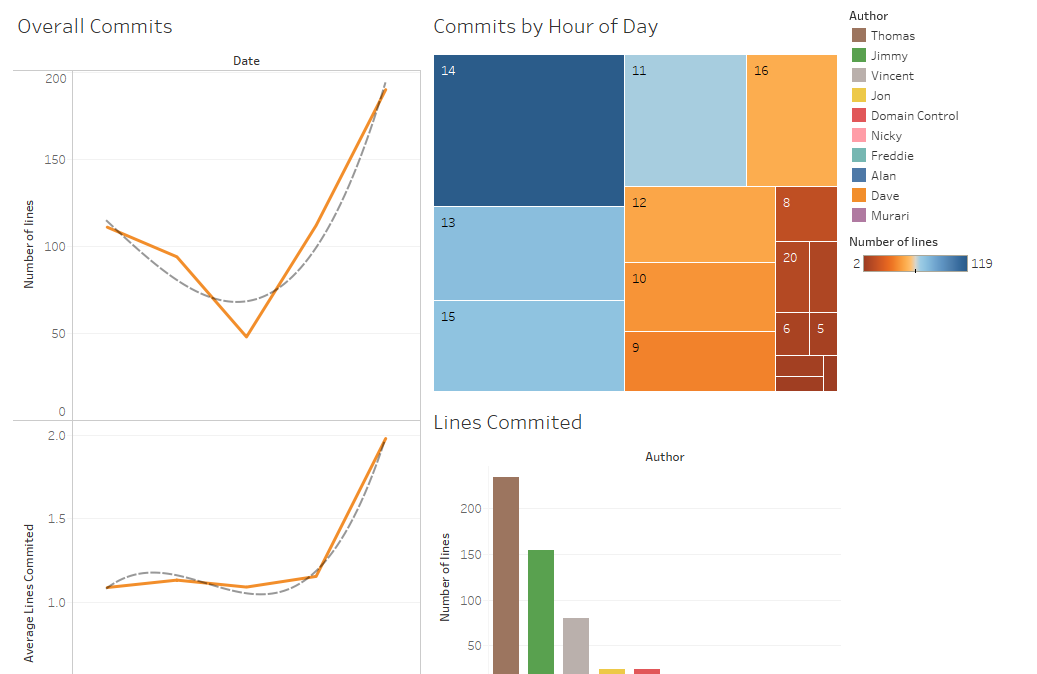 Overall Commits
Date
Number of lines
200
150
100
50
0
Average Lines Commited
2.0
1.5
1.0
Commits by Hour of Day
14
11
16
13
12
8
10
20
15
6
5
9
Lines Commited
Author
Number of lines
200
150
100
50
Author
Thomas
Jimmy
Vincent
Jon
Domain Control
Nicky
Freddie
Alan
Dave
Murari
Number of lines
2
119